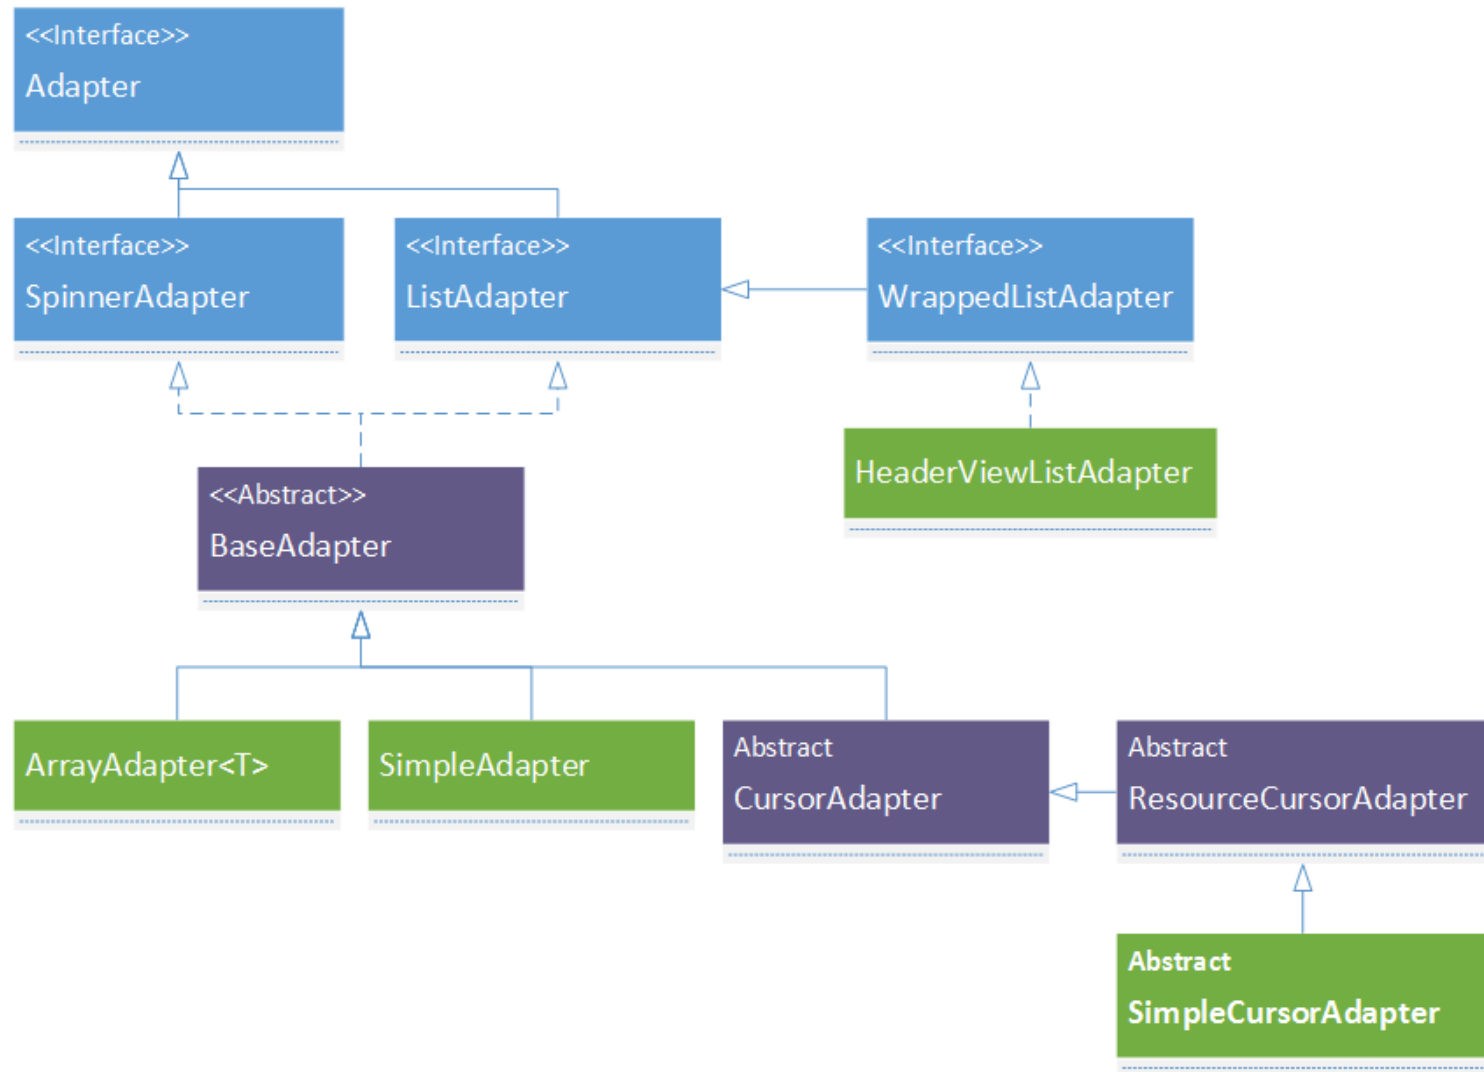 <<Interface>>
Adapter
<<Interface>>
SpinnerAdapter
<<Interface>>
ListAdapter
<<Interface>>
WrappedListAdapter
HeaderViewListAdapter
<<Abstract>>
BaseAdapter
ArrayAdapter<T>
SimpleAdapter
Abstract
CursorAdapter
Abstract
ResourceCursorAdapter
Abstract
SimpleCursorAdapter